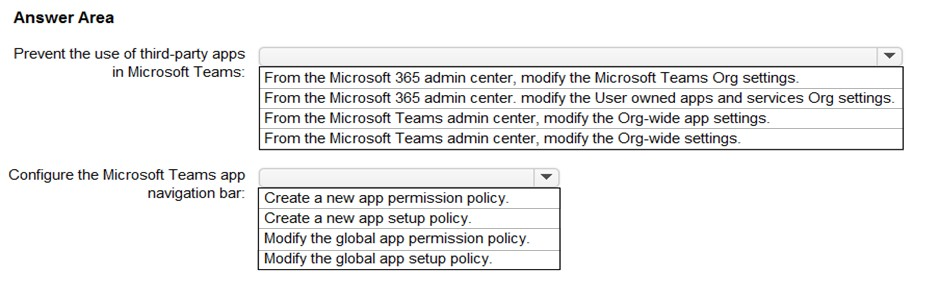 Answer Area
Prevent the use of third-party apps
in Microsoft Teams:
From the Microsoft 365 admin center, modify the Microsoft Teams Org settings.
From the Microsoft 365 admin center. modify the User owned apps and services Org settings.
From the Microsoft Teams admin center, modify the Org-wide app settings.
From the Microsoft Teams admin center, modify the Org-wide settings.
Configure the Microsoft Teams app
navigation bar:
Create a new app permission policy.
Create a new app setup policy.
Modify the global app permission policy.
Modify the global app setup policy.